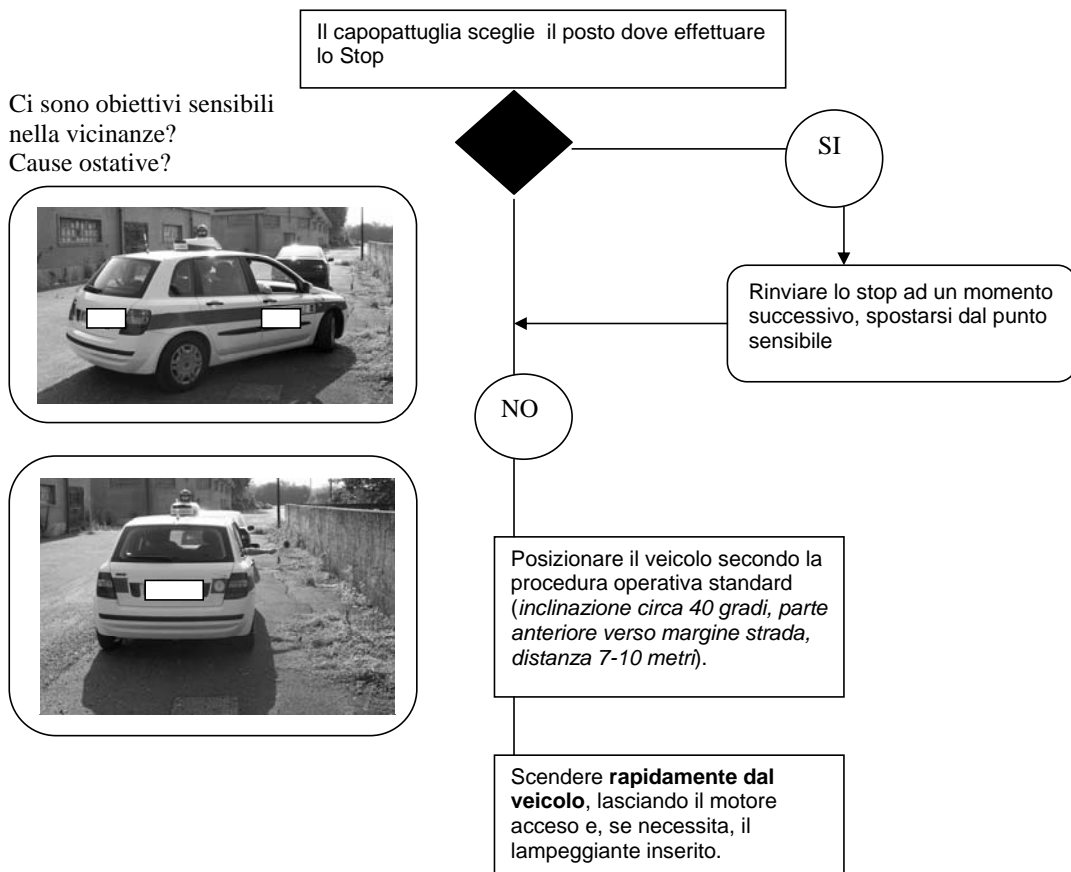 Il capopattuglia sceglie il posto dove effettuare
lo Stop
Ci sono obiettivi sensibili
nella vicinanze?
Cause ostative?
SI
Rinviare lo stop ad un momento
successivo, spostarsi dal punto
sensibile
NO
Posizionare il veicolo secondo la
procedura operativa standard
(inclinazione circa 40 gradi, parte
anteriore verso margine strada,
distanza 7-10 metri).
Scendere rapidamente dal
veicolo, lasciando il motore
acceso e, se necessita, il
lampeggiante inserito.